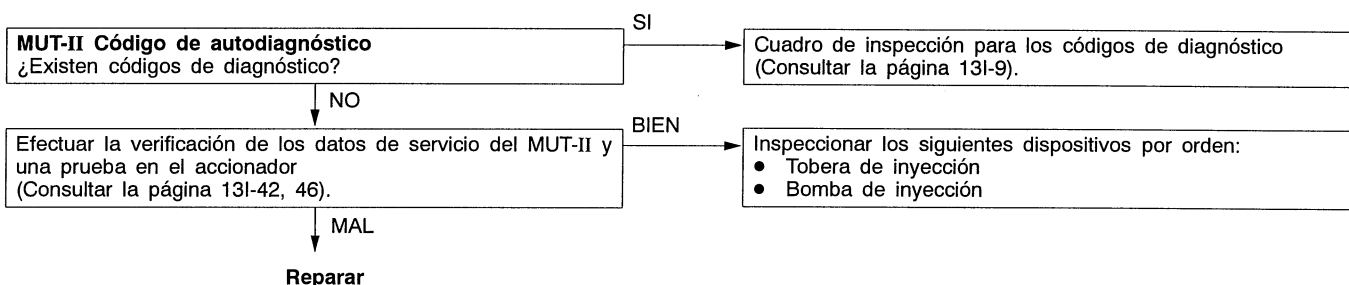 SI
MUT-II Código de autodiagnóstico
¿Existen códigos de diagnóstico?
Cuadro de inspección para los códigos de diagnóstico
(Consultar la página 13I-9).
NO
BIEN
Efectuar la verificación de los datos de servicio del MUT-II y
una prueba en el accionador
(Consultar la página 13I-42, 46).
Inspeccionar los siguientes dispositivos por orden:
● Tobera de inyección
● Bomba de inyección
MAL
Reparar